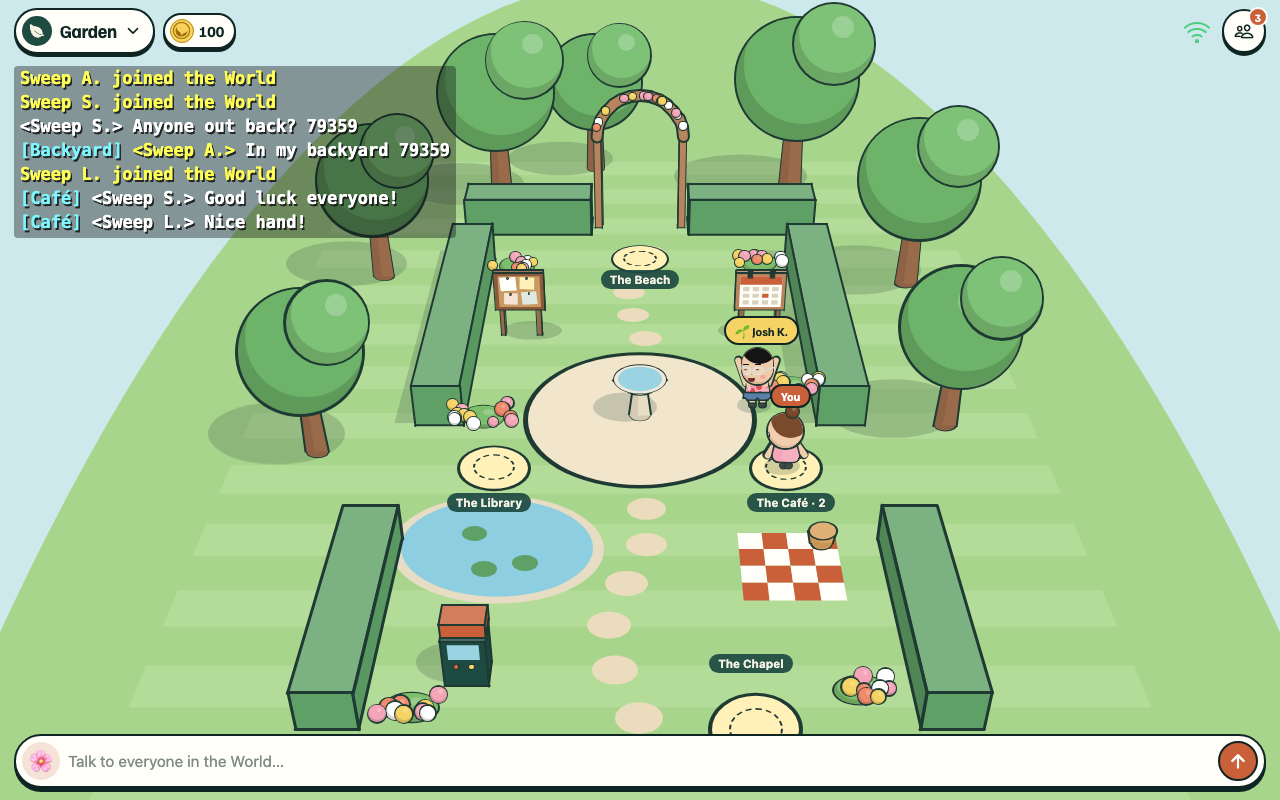 Garden
100
3
Sweep A. joined the World
Sweep S. joined the World
<Sweep S.> Anyone out back? 79359
[Backyard] <Sweep A.> In my backyard 79359
Sweep L. joined the World
[Café] <Sweep S.> Good luck everyone!
[Café] <Sweep L.> Nice hand!
The Beach
Josh K.
You
The Library
The Café · 2
The Chapel
Talk to everyone in the World...